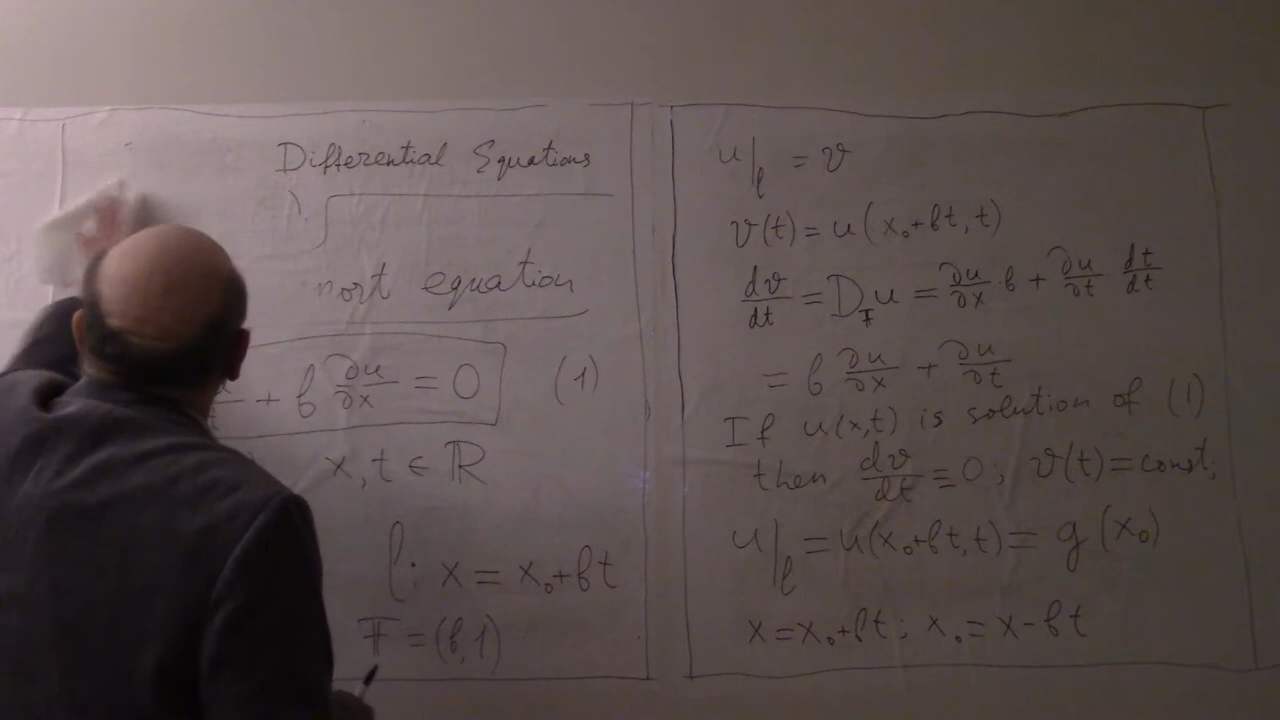 Differential Equations
port equation
+ b ∂u/∂x = 0 (1)
x, t ∈ ℝ
l: x = x₀+bt
F = (b, 1)
u|ₗ = v
v(t) = u(x₀+bt, t)
dv/dt = D_F u = ∂u/∂x · b + ∂u/∂t · dt/dt
= b ∂u/∂x + ∂u/∂t
If u(x,t) is solution of (1)
then dv/dt = 0; v(t) = const;
u|ₗ = u(x₀+bt, t) = g(x₀)
x = x₀+bt; x₀ = x - bt